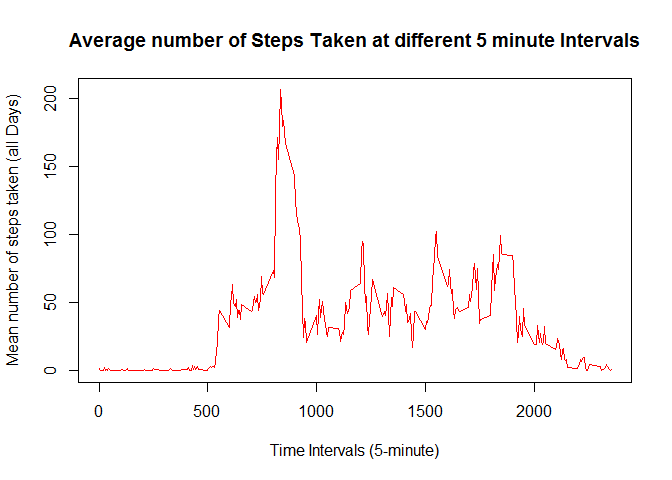 Average number of Steps Taken at different 5 minute Intervals
Mean number of steps taken (all Days)
200
150
100
50
0
0 500 1000 1500 2000
Time Intervals (5-minute)